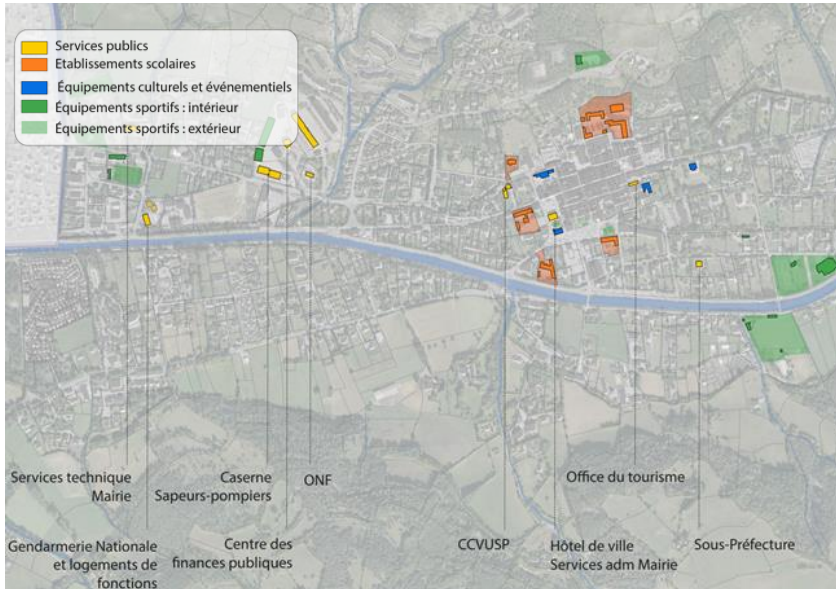 Services publics
Etablissements scolaires
Équipements culturels et événementiels
Équipements sportifs : intérieur
Équipements sportifs : extérieur
Services technique
Mairie
Caserne
Sapeurs-pompiers
ONF
Office du tourisme
Gendarmerie Nationale
et logements de
fonctions
Centre des
finances publiques
CCVUSP
Hôtel de ville
Services adm Mairie
Sous-Préfecture